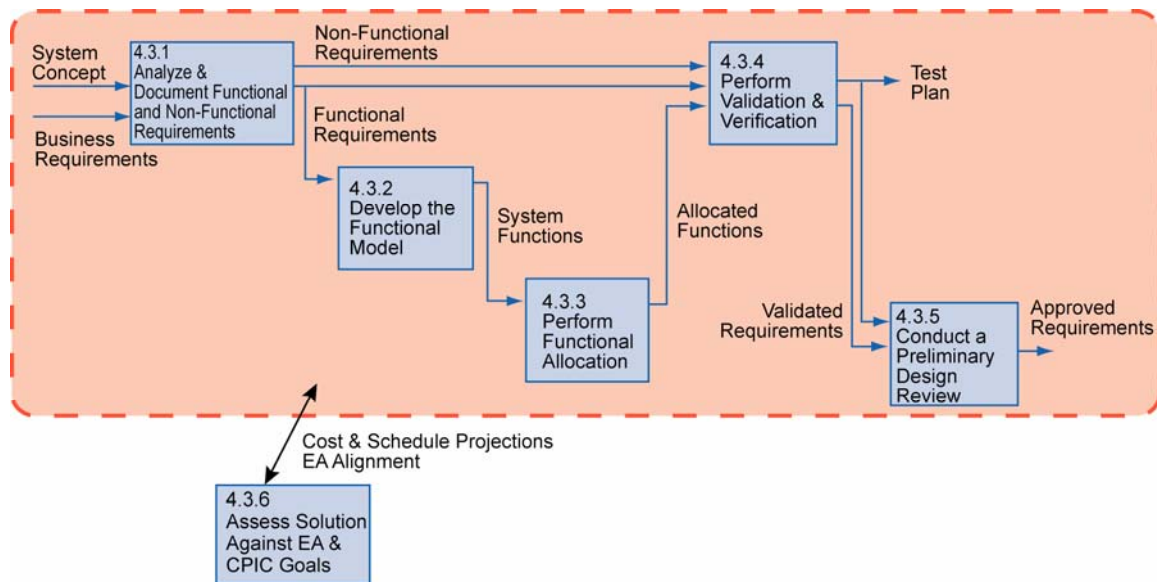 System
Concept
Business
Requirements
4.3.1
Analyze &
Document Functional
and Non-Functional
Requirements
Non-Functional
Requirements
Functional
Requirements
4.3.2
Develop the
Functional
Model
System
Functions
4.3.3
Perform
Functional
Allocation
Allocated
Functions
4.3.4
Perform
Validation &
Verification
Test
Plan
Validated
Requirements
4.3.5
Conduct a
Preliminary
Design
Review
Approved
Requirements
Cost & Schedule Projections
EA Alignment
4.3.6
Assess Solution
Against EA &
CPIC Goals